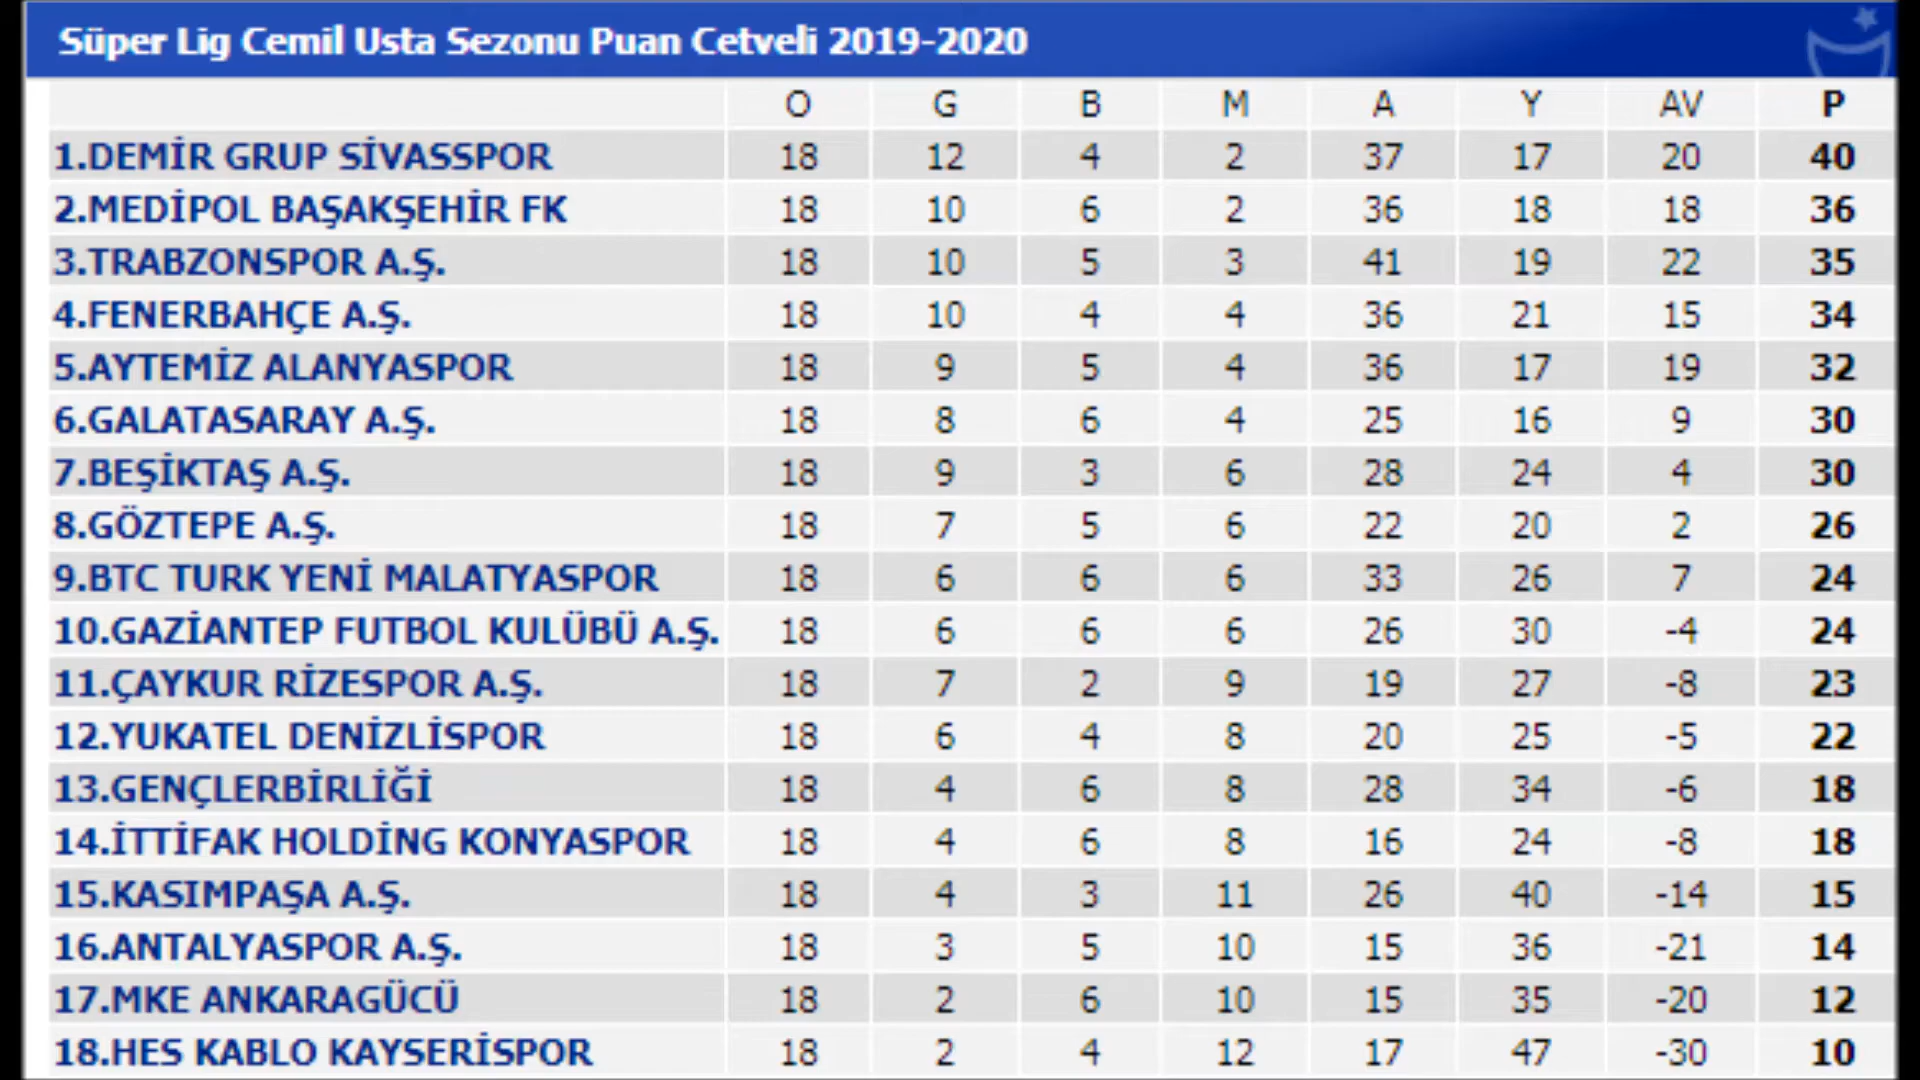 Süper Lig Cemil Usta Sezonu Puan Cetveli 2019-2020
O G B M A Y AV P
1.DEMİR GRUP SİVASSPOR 18 12 4 2 37 17 20 40
2.MEDİPOL BAŞAKŞEHİR FK 18 10 6 2 36 18 18 36
3.TRABZONSPOR A.Ş. 18 10 5 3 41 19 22 35
4.FENERBAHÇE A.Ş. 18 10 4 4 36 21 15 34
5.AYTEMİZ ALANYASPOR 18 9 5 4 36 17 19 32
6.GALATASARAY A.Ş. 18 8 6 4 25 16 9 30
7.BEŞİKTAŞ A.Ş. 18 9 3 6 28 24 4 30
8.GÖZTEPE A.Ş. 18 7 5 6 22 20 2 26
9.BTC TURK YENİ MALATYASPOR 18 6 6 6 33 26 7 24
10.GAZİANTEP FUTBOL KULÜBÜ A.Ş. 18 6 6 6 26 30 -4 24
11.ÇAYKUR RİZESPOR A.Ş. 18 7 2 9 19 27 -8 23
12.YUKATEL DENİZLİSPOR 18 6 4 8 20 25 -5 22
13.GENÇLERBİRLİĞİ 18 4 6 8 28 34 -6 18
14.İTTİFAK HOLDİNG KONYASPOR 18 4 6 8 16 24 -8 18
15.KASIMPAŞA A.Ş. 18 4 3 11 26 40 -14 15
16.ANTALYASPOR A.Ş. 18 3 5 10 15 36 -21 14
17.MKE ANKARAGÜCÜ 18 2 6 10 15 35 -20 12
18.HES KABLO KAYSERİSPOR 18 2 4 12 17 47 -30 10